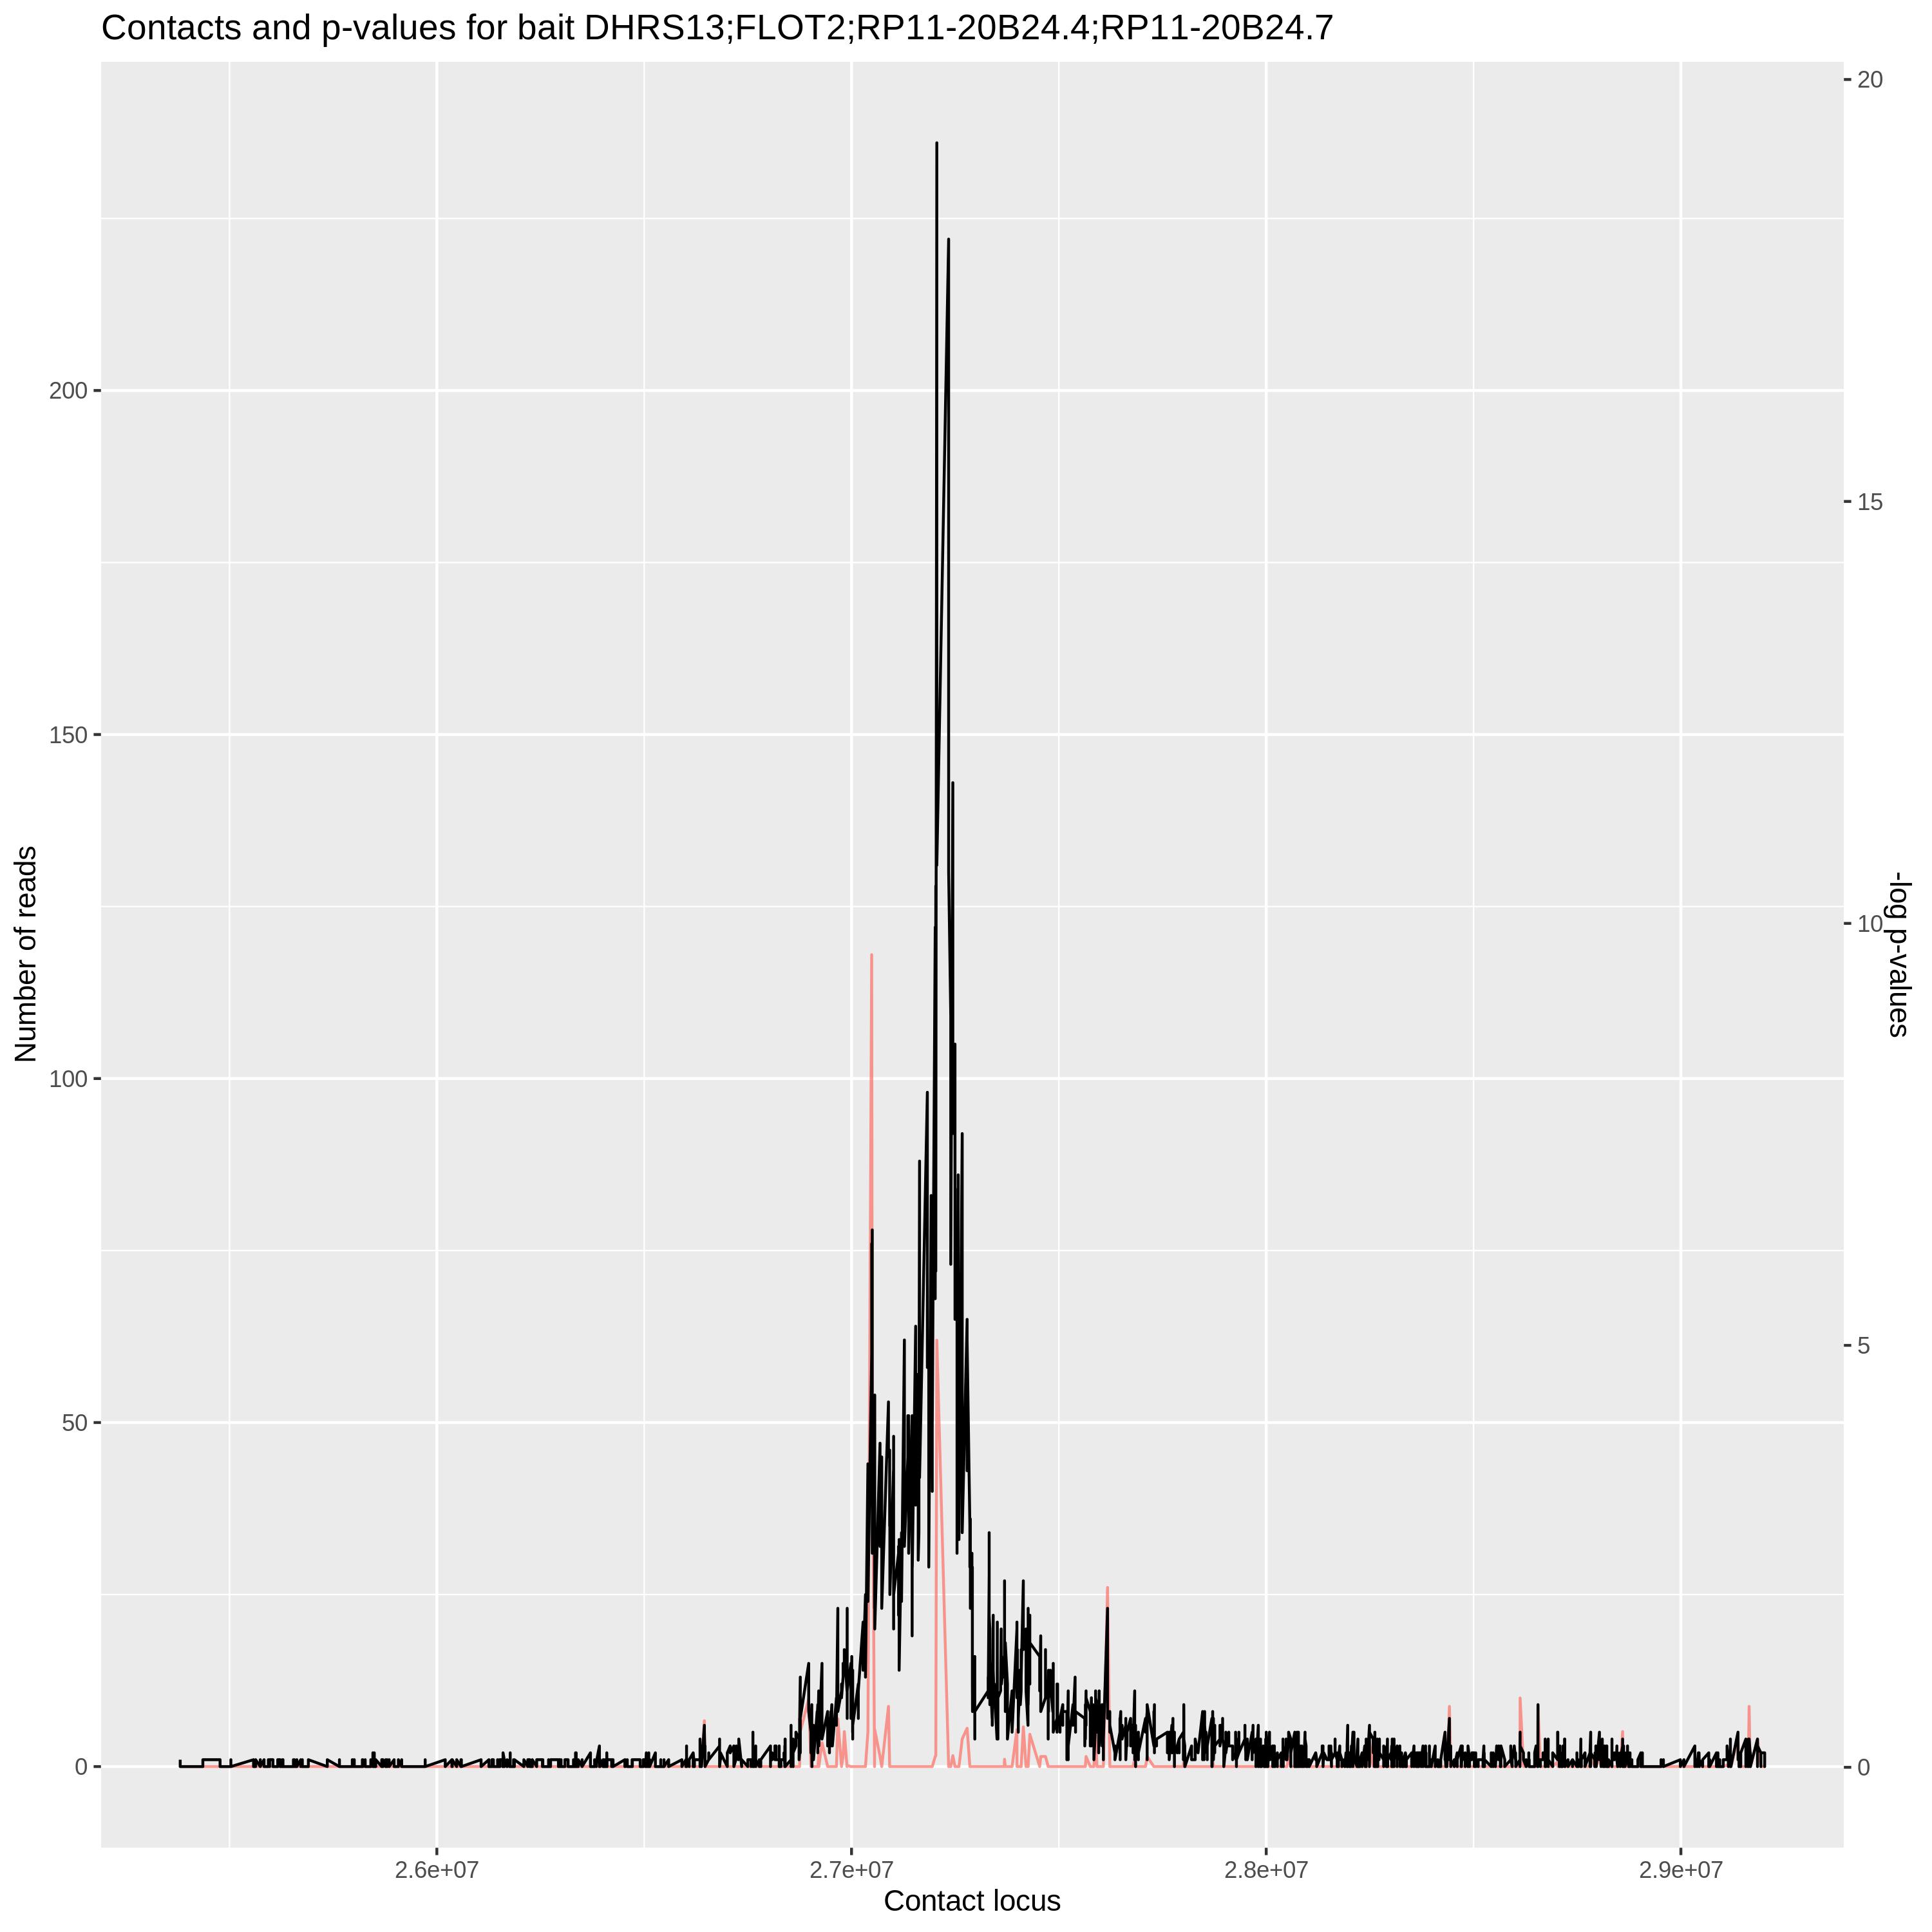 Contacts and p-values for bait DHRS13;FLOT2;RP11-20B24.4;RP11-20B24.7
Number of reads
200
150
100
50
0
20
15
10
5
0
-log p-values
2.6e+07 2.7e+07 2.8e+07 2.9e+07
Contact locus